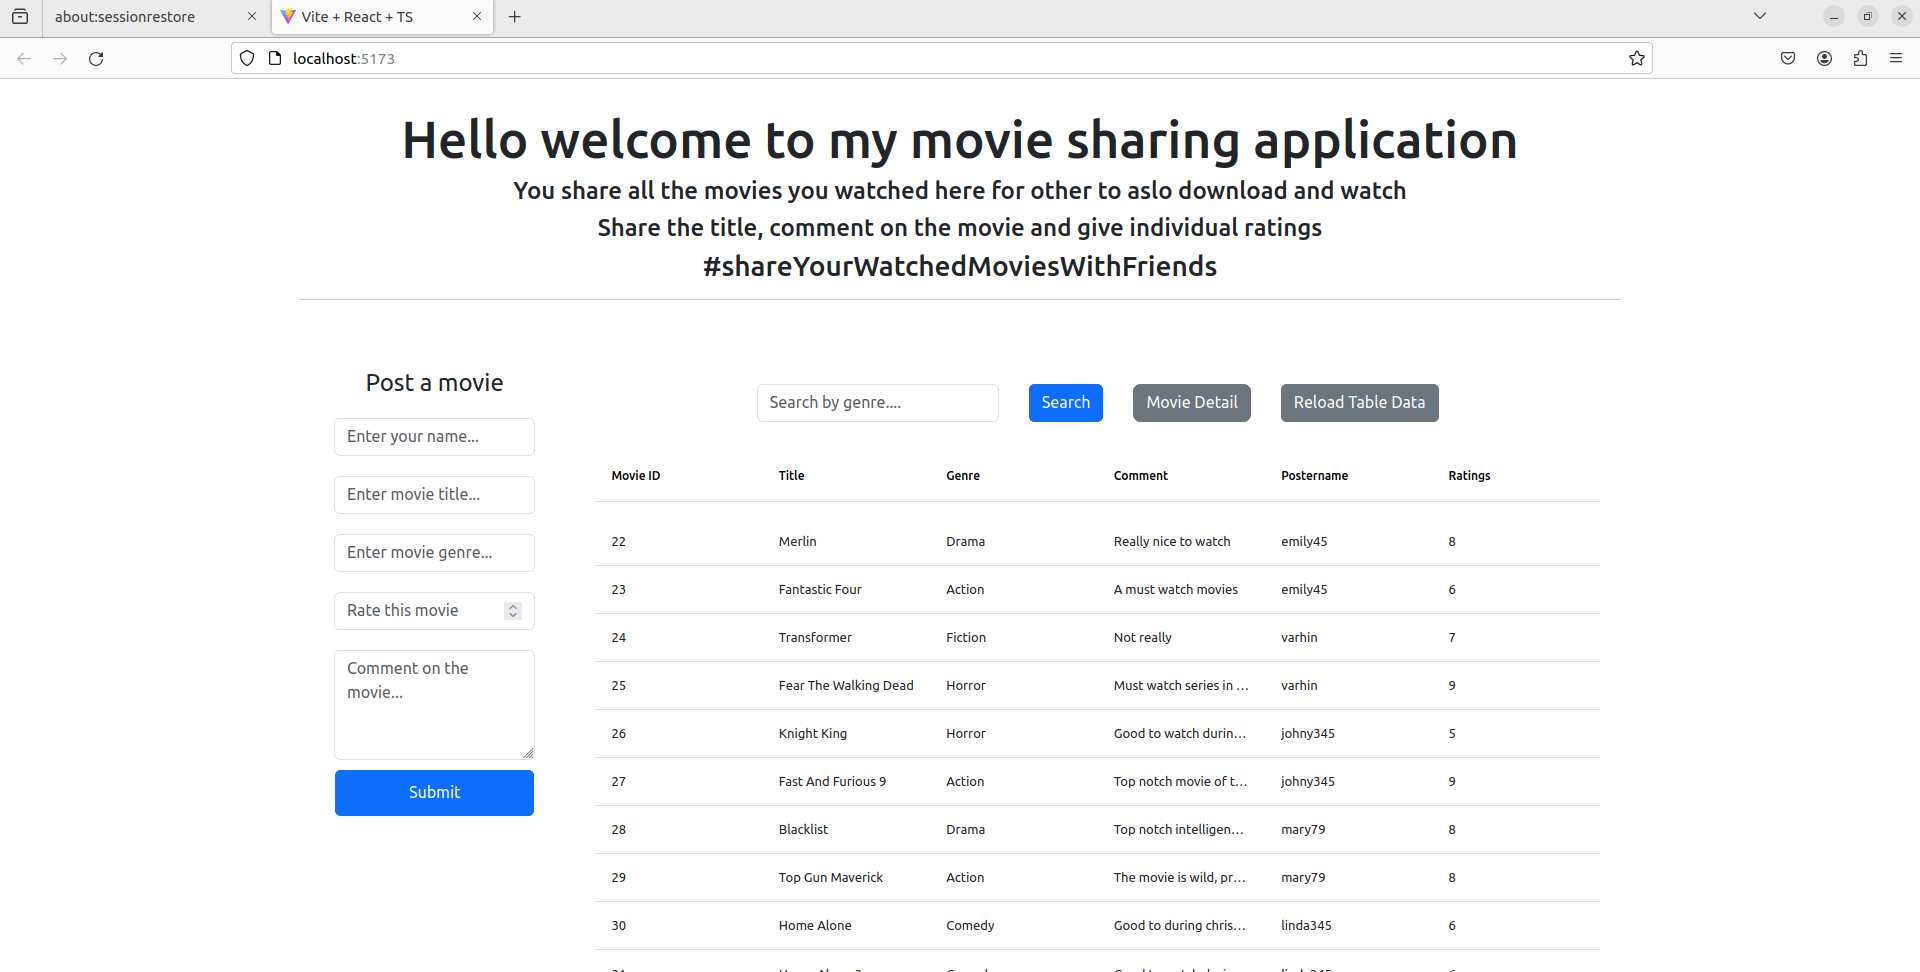 about:sessionrestore
Vite + React + TS
localhost:5173
Hello welcome to my movie sharing application
You share all the movies you watched here for other to aslo download and watch
Share the title, comment on the movie and give individual ratings
#shareYourWatchedMoviesWithFriends
Post a movie
Enter your name...
Enter movie title...
Enter movie genre...
Rate this movie
Comment on the
movie...
Submit
Search by genre....
Search
Movie Detail
Reload Table Data
Movie ID Title Genre Comment Postername Ratings
22 Merlin Drama Really nice to watch emily45 8
23 Fantastic Four Action A must watch movies emily45 6
24 Transformer Fiction Not really varhin 7
25 Fear The Walking Dead Horror Must watch series in ... varhin 9
26 Knight King Horror Good to watch durin... johny345 5
27 Fast And Furious 9 Action Top notch movie of t... johny345 9
28 Blacklist Drama Top notch intelligen... mary79 8
29 Top Gun Maverick Action The movie is wild, pr... mary79 8
30 Home Alone Comedy Good to during chris... linda345 6